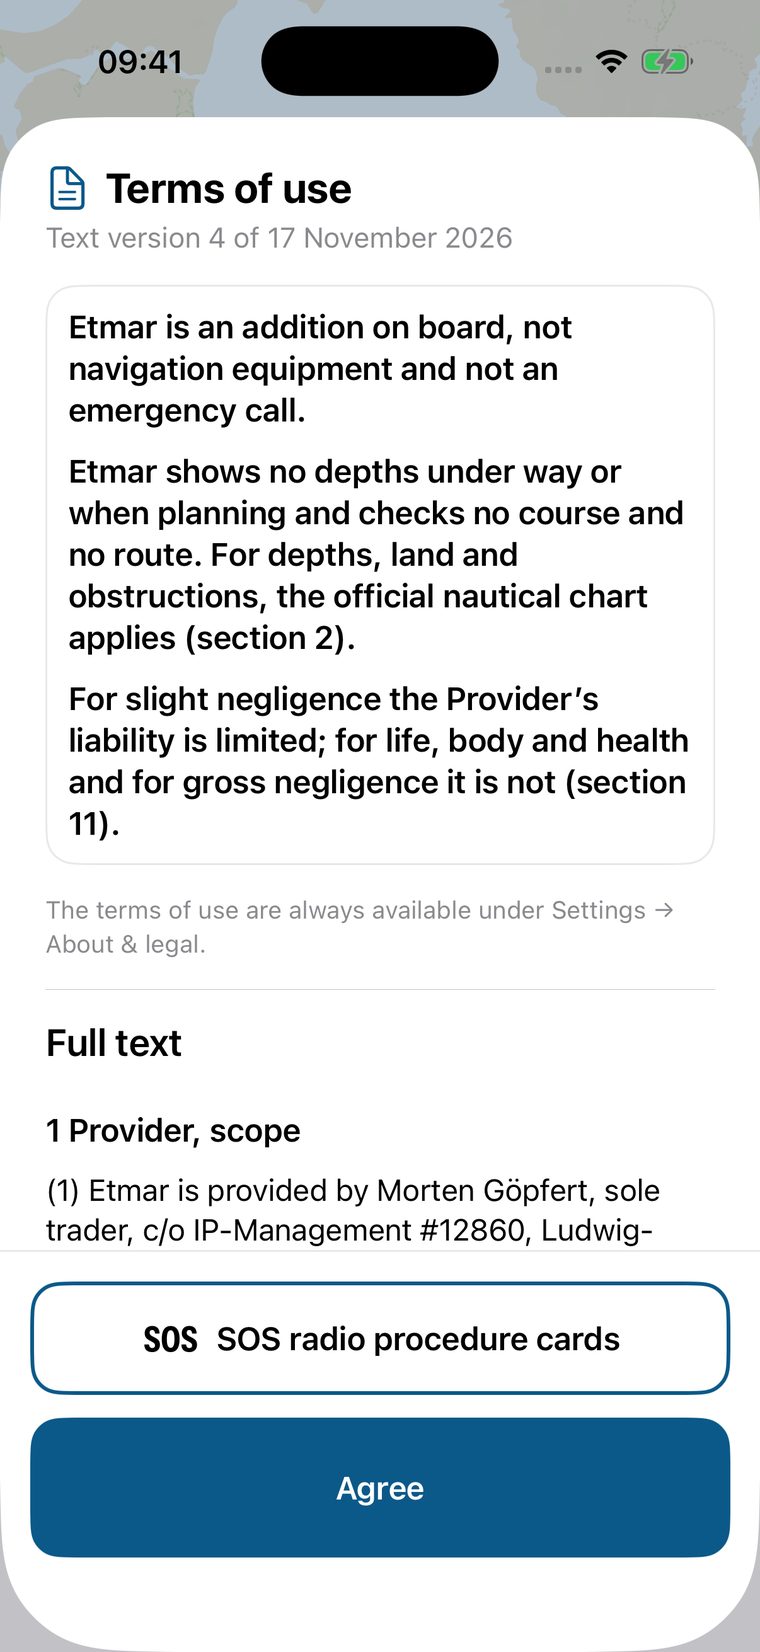 09:41
Terms of use
Text version 4 of 17 November 2026
Etmar is an addition on board, not
navigation equipment and not an
emergency call.
Etmar shows no depths under way or
when planning and checks no course and
no route. For depths, land and
obstructions, the official nautical chart
applies (section 2).
For slight negligence the Provider’s
liability is limited; for life, body and health
and for gross negligence it is not (section
11).
The terms of use are always available under Settings →
About & legal.
Full text
1 Provider, scope
(1) Etmar is provided by Morten Göpfert, sole
trader, c/o IP-Management #12860, Ludwig-
SOS SOS radio procedure cards
Agree